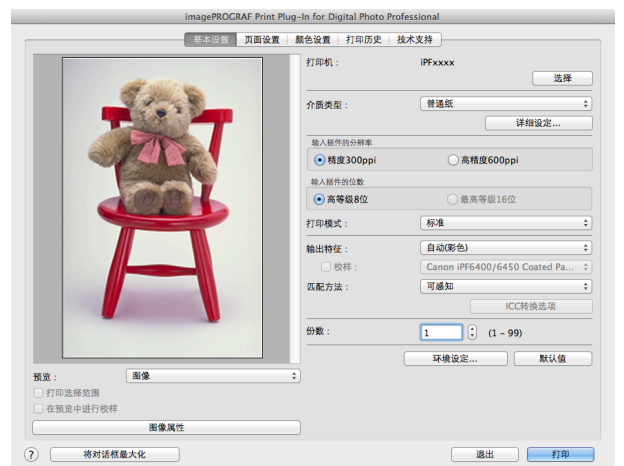 imagePROGRAF Print Plug-In for Digital Photo Professional
基本设置 页面设置 颜色设置 打印历史 技术支持
打印机： iPFxxxx
选择
介质类型： 普通纸
详细设定...
输入插件的分辨率
精度300ppi 高精度600ppi
输入插件的位数
高等级8位 最高等级16位
打印模式： 标准
输出特征： 自动(彩色)
校样： Canon iPF6400/6450 Coated Pa...
匹配方法： 可感知
ICC转换选项
份数： 1 (1 – 99)
环境设定... 默认值
预览： 图像
打印选择范围
在预览中进行校样
图像属性
? 将对话框最大化 退出 打印